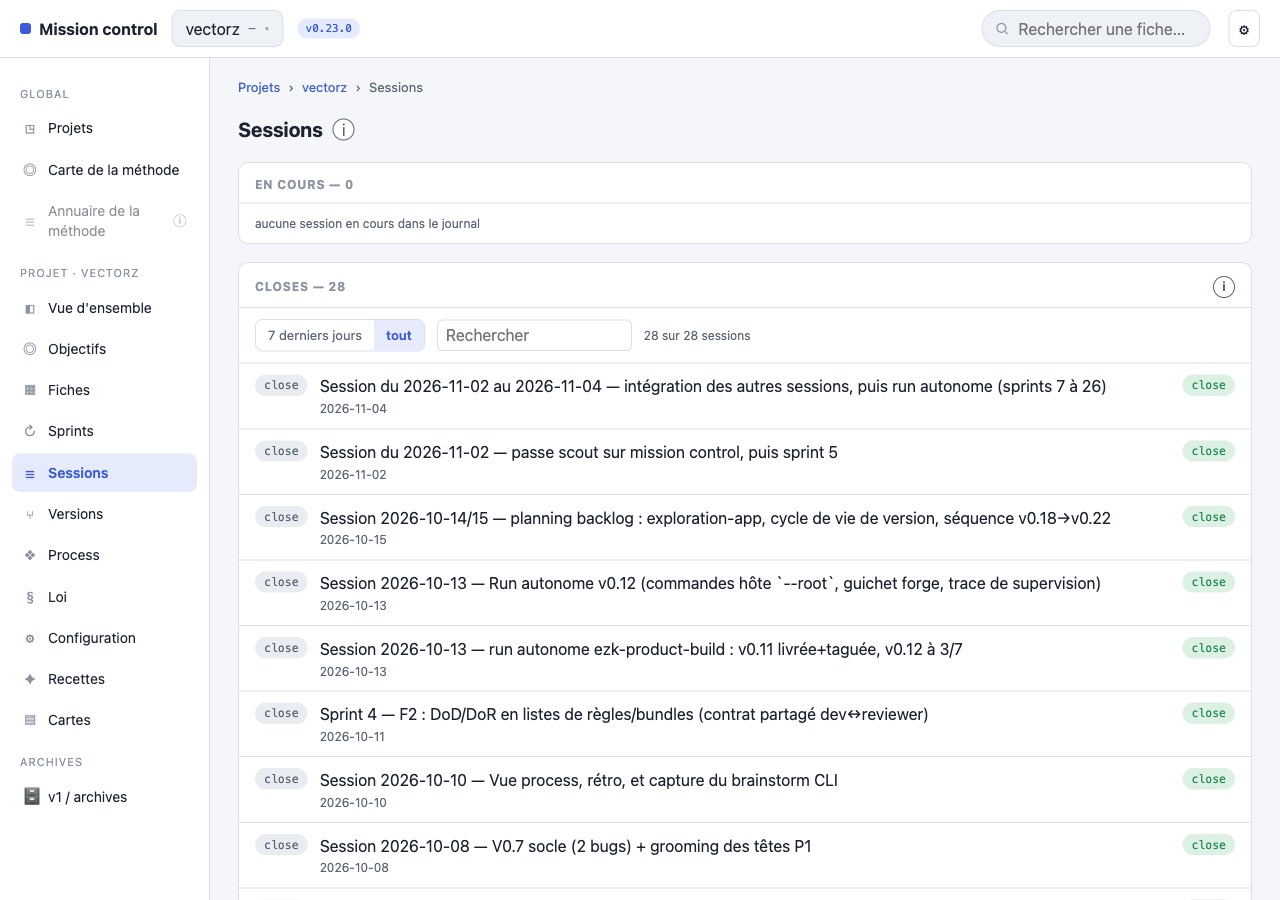 Mission control
vectorz –
v0.23.0
Rechercher une fiche...
GLOBAL
Projets
Carte de la méthode
Annuaire de la
méthode
PROJET · VECTORZ
Vue d'ensemble
Objectifs
Fiches
Sprints
Sessions
Versions
Process
§ Loi
Configuration
Recettes
Cartes
ARCHIVES
v1 / archives
Projets › vectorz › Sessions
Sessions
EN COURS — 0
aucune session en cours dans le journal
CLOSES — 28
7 derniers jours tout Rechercher 28 sur 28 sessions
close Session du 2026-11-02 au 2026-11-04 — intégration des autres sessions, puis run autonome (sprints 7 à 26) close
2026-11-04
close Session du 2026-11-02 — passe scout sur mission control, puis sprint 5 close
2026-11-02
close Session 2026-10-14/15 — planning backlog : exploration-app, cycle de vie de version, séquence v0.18→v0.22 close
2026-10-15
close Session 2026-10-13 — Run autonome v0.12 (commandes hôte `--root`, guichet forge, trace de supervision) close
2026-10-13
close Session 2026-10-13 — run autonome ezk-product-build : v0.11 livrée+taguée, v0.12 à 3/7 close
2026-10-13
close Sprint 4 — F2 : DoD/DoR en listes de règles/bundles (contrat partagé dev↔reviewer) close
2026-10-11
close Session 2026-10-10 — Vue process, rétro, et capture du brainstorm CLI close
2026-10-10
close Session 2026-10-08 — V0.7 socle (2 bugs) + grooming des têtes P1 close
2026-10-08